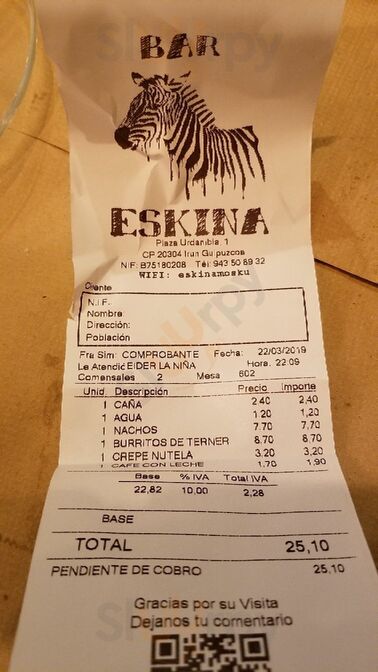 BAR
ESKINA
Plaza Urdanibia, 1
CP 20304 Irun Guipuzcoa
NIF: B75180208 Tel: 943 50 89 32
WIFI: eskinamosku
Cliente
N.I.F.
Nombre
Dirección:
Población
Fra Sim: COMPROBANTE Fecha: 22/03/2019
Le Atendió EIDER LA NIÑA Hora. 22:09
Comensales 2 Mesa 602
Unid. Descripción Precio Importe
1 CAÑA 2,40 2,40
1 AGUA 1,20 1,20
1 NACHOS 7,70 7,70
1 BURRITOS DE TERNER 8,70 8,70
1 CREPE NUTELA 3,20 3,20
1 CAFE CON LECHE 1,70 1,90
Base % IVA Total IVA
22,82 10,00 2,28
BASE
TOTAL 25,10
PENDIENTE DE COBRO 25,10
Gracias por su Visita
Dejanos tu comentario